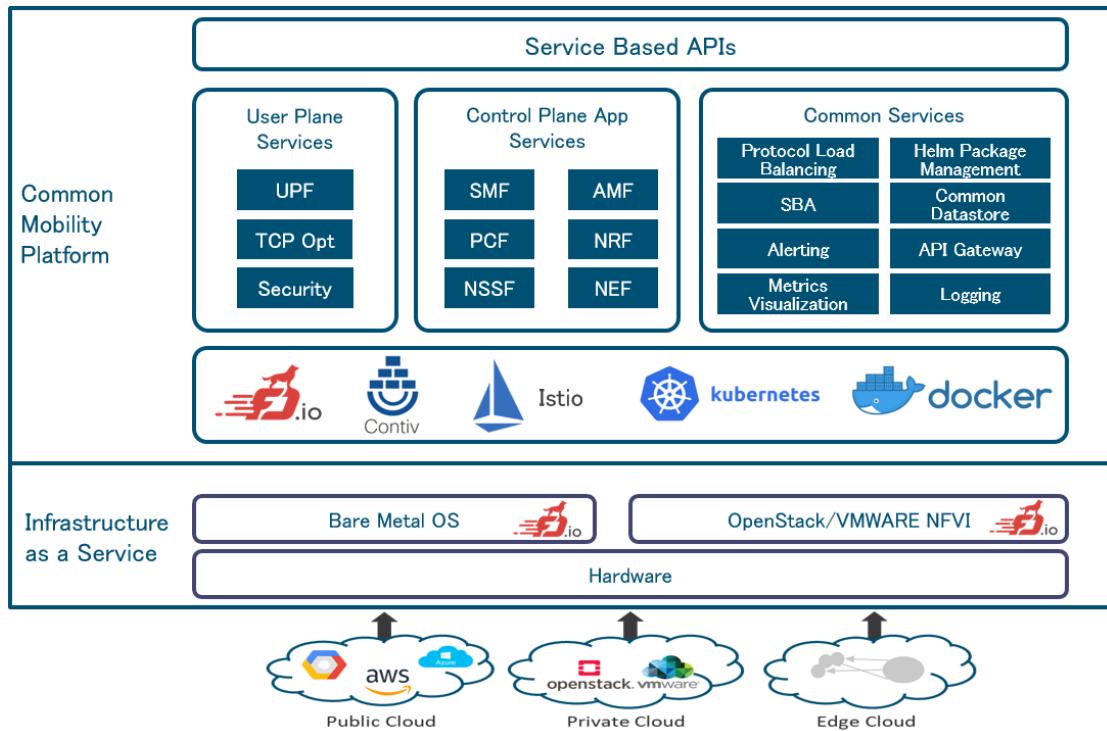 Service Based APIs
Common
Mobility
Platform
User Plane
Services
UPF
TCP Opt
Security
Control Plane App
Services
SMF
AMF
PCF
NRF
NSSF
NEF
Common Services
Protocol Load
Balancing
Helm Package
Management
SBA
Common
Datastore
Alerting
API Gateway
Metrics
Visualization
Logging
.io
Contiv
Istio
kubernetes
docker
Infrastructure
as a Service
Bare Metal OS
.io
OpenStack/VMWARE NFVI
.io
Hardware
aws
Azure
Public Cloud
openstack.
vmware
Private Cloud
Edge Cloud